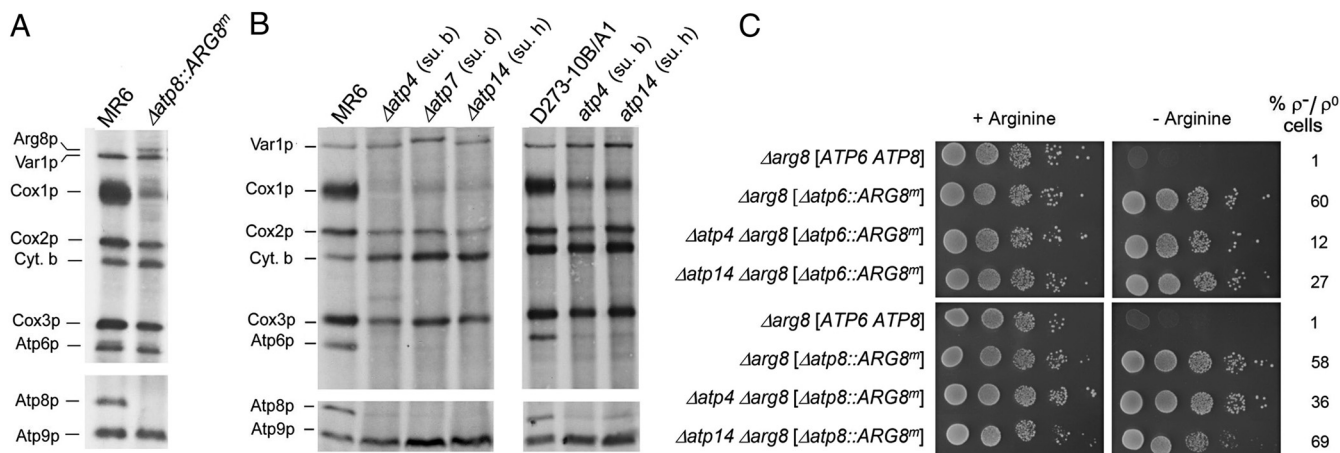 A
MR6
Δatp8::ARG8ᵐ
Arg8p
Var1p
Cox1p
Cox2p
Cyt. b
Cox3p
Atp6p
Atp8p
Atp9p
B
MR6
Δatp4 (su. b)
Δatp7 (su. d)
Δatp14 (su. h)
D273-10B/A1
atp4 (su. b)
atp14 (su. h)
Var1p
Cox1p
Cox2p
Cyt. b
Cox3p
Atp6p
Atp8p
Atp9p
C
+ Arginine - Arginine % ρ⁻/ρ⁰
cells
Δarg8 [ATP6 ATP8] 1
Δarg8 [Δatp6::ARG8ᵐ] 60
Δatp4 Δarg8 [Δatp6::ARG8ᵐ] 12
Δatp14 Δarg8 [Δatp6::ARG8ᵐ] 27
Δarg8 [ATP6 ATP8] 1
Δarg8 [Δatp8::ARG8ᵐ] 58
Δatp4 Δarg8 [Δatp8::ARG8ᵐ] 36
Δatp14 Δarg8 [Δatp8::ARG8ᵐ] 69